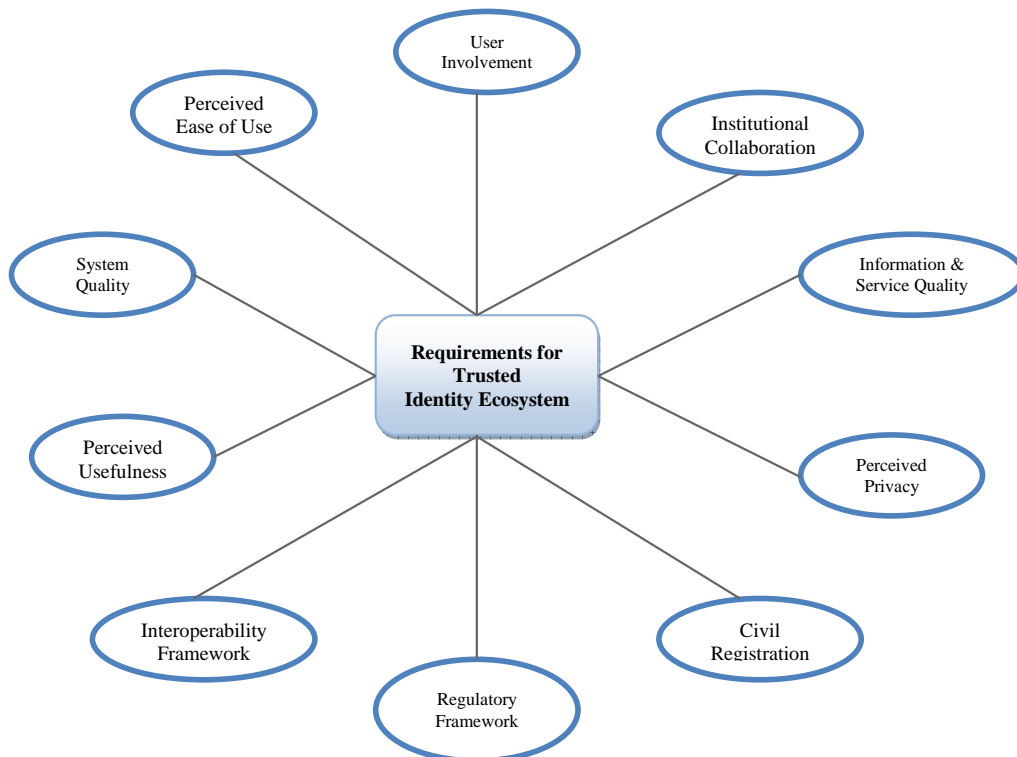 User
Involvement
Perceived
Ease of Use
Institutional
Collaboration
System
Quality
Information &
Service Quality
Requirements for
Trusted
Identity Ecosystem
Perceived
Usefulness
Perceived
Privacy
Interoperability
Framework
Civil
Registration
Regulatory
Framework